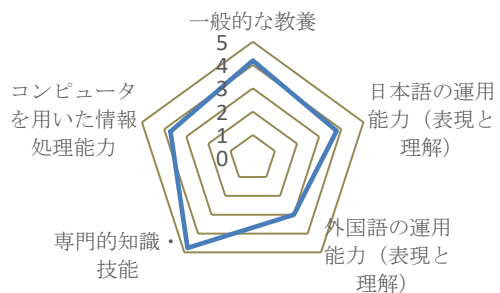 一般的な教養
5
4
3
2
1
0
日本語の運用
能力（表現と
理解）
外国語の運用
能力（表現と
理解）
専門的知識・
技能
コンピュータ
を用いた情報
処理能力